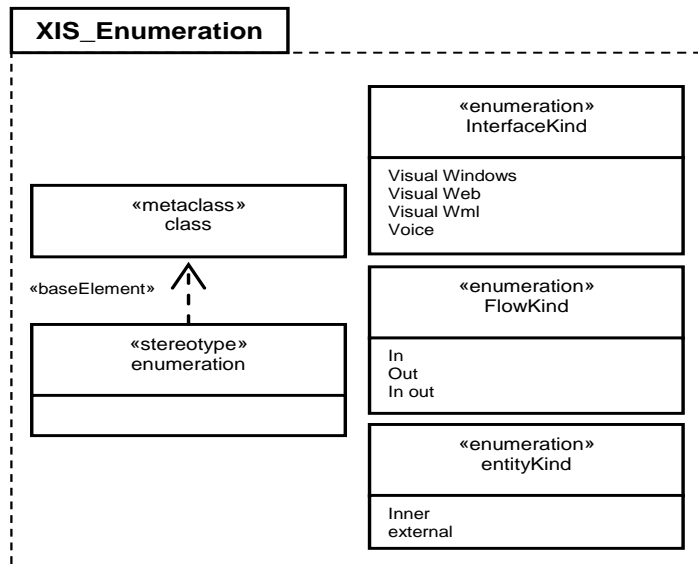 XIS_Enumeration
«metaclass»
class
«baseElement»
«stereotype»
enumeration
«enumeration»
InterfaceKind
Visual Windows
Visual Web
Visual Wml
Voice
«enumeration»
FlowKind
In
Out
In out
«enumeration»
entityKind
Inner
external